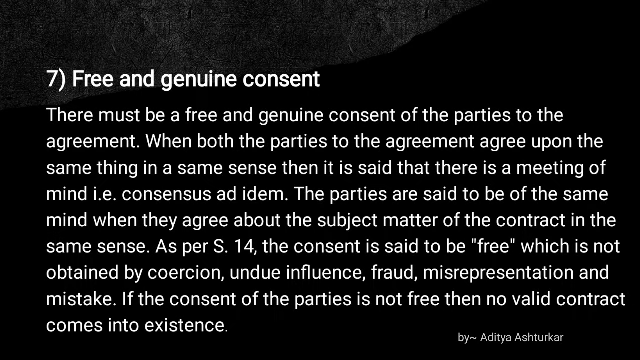 7) Free and genuine consent
There must be a free and genuine consent of the parties to the
agreement. When both the parties to the agreement agree upon the
same thing in a same sense then it is said that there is a meeting of
mind i.e. consensus ad idem. The parties are said to be of the same
mind when they agree about the subject matter of the contract in the
same sense. As per S. 14, the consent is said to be "free" which is not
obtained by coercion, undue influence, fraud, misrepresentation and
mistake. If the consent of the parties is not free then no valid contract
comes into existence.
by~ Aditya Ashturkar